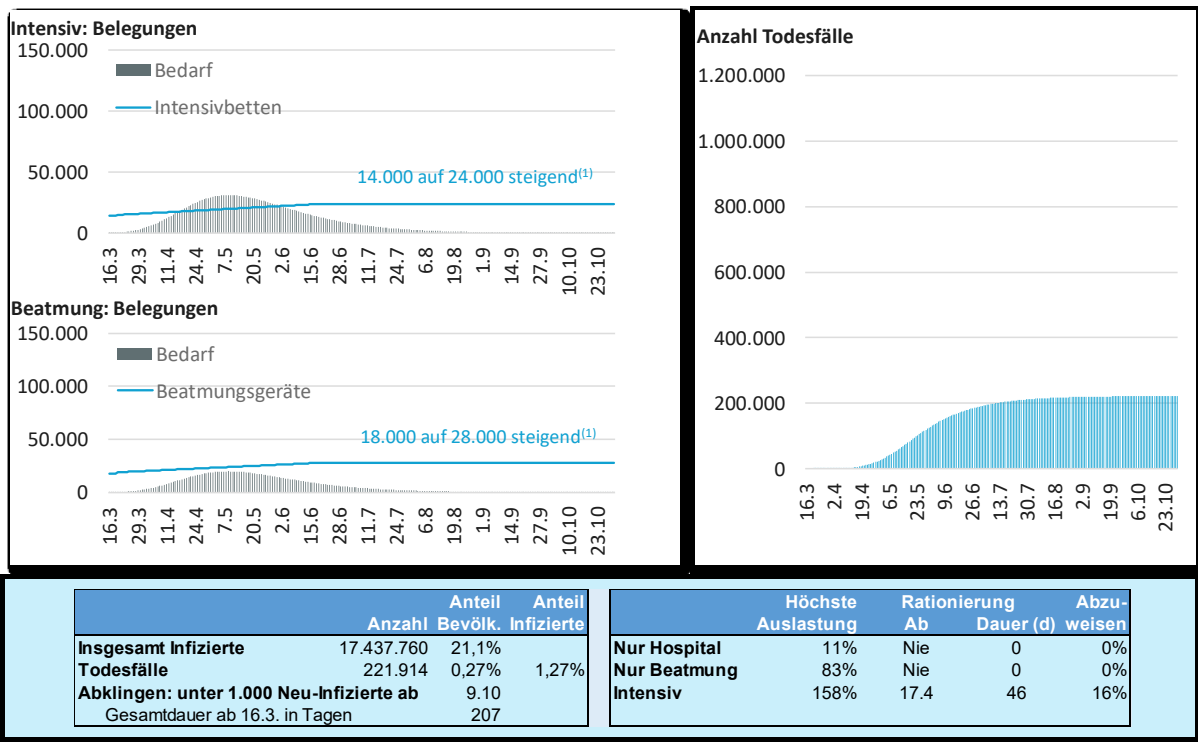 Intensiv: Belegungen
150.000
Bedarf
100.000
Intensivbetten
50.000
14.000 auf 24.000 steigend(1)
0
16.3 29.3 11.4 24.4 7.5 20.5 2.6 15.6 28.6 11.7 24.7 6.8 19.8 1.9 14.9 27.9 10.10 23.10
Beatmung: Belegungen
150.000
Bedarf
100.000
Beatmungsgeräte
50.000
18.000 auf 28.000 steigend(1)
0
16.3 29.3 11.4 24.4 7.5 20.5 2.6 15.6 28.6 11.7 24.7 6.8 19.8 1.9 14.9 27.9 10.10 23.10
Anzahl Todesfälle
1.200.000
1.000.000
800.000
600.000
400.000
200.000
0
16.3 2.4 19.4 6.5 23.5 9.6 26.6 13.7 30.7 16.8 2.9 19.9 6.10 23.10
Anteil Anteil
Anzahl Bevölk. Infizierte
Insgesamt Infizierte 17.437.760 21,1%
Todesfälle 221.914 0,27% 1,27%
Abklingen: unter 1.000 Neu-Infizierte ab 9.10
Gesamtdauer ab 16.3. in Tagen 207
Höchste Rationierung Abzu-
Auslastung Ab Dauer (d) weisen
Nur Hospital 11% Nie 0 0%
Nur Beatmung 83% Nie 0 0%
Intensiv 158% 17.4 46 16%